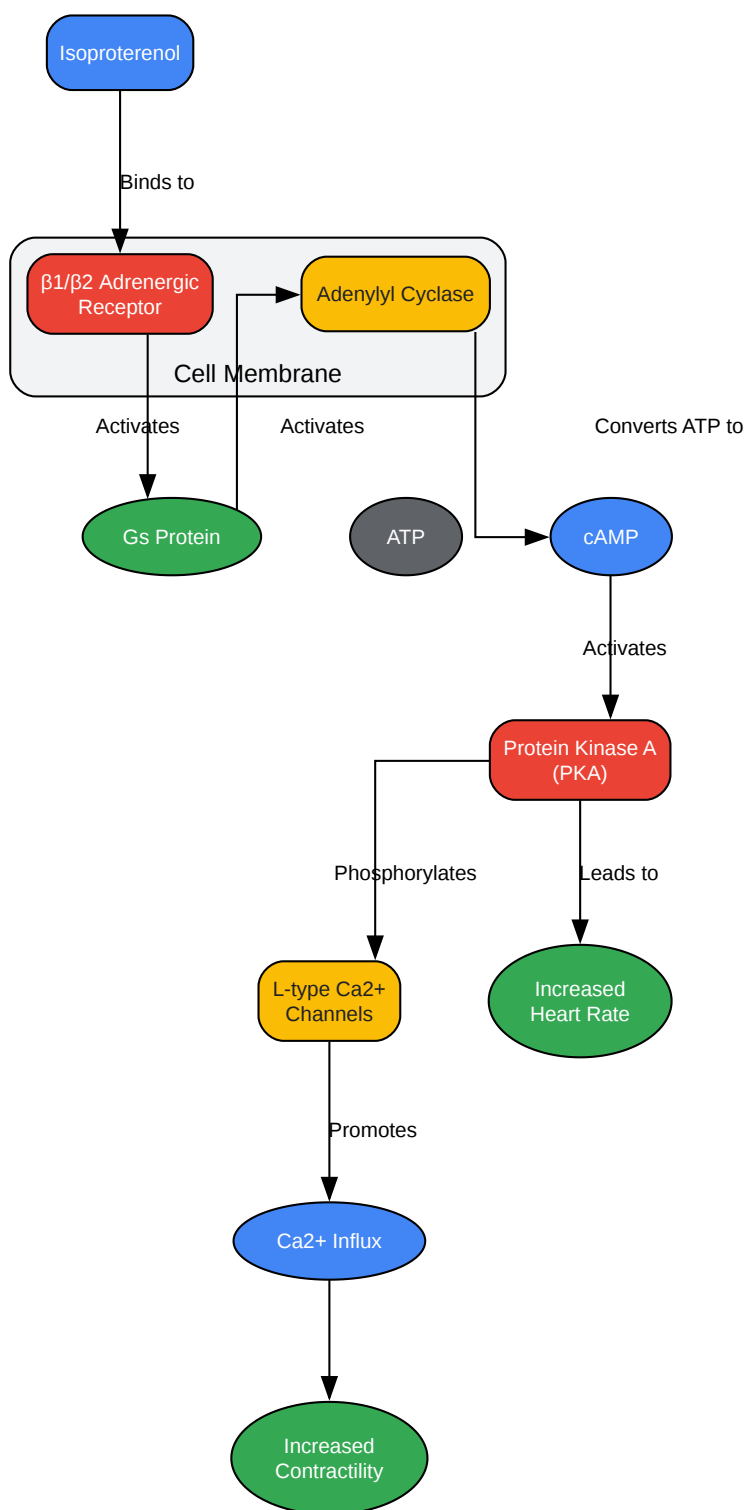 Isoproterenol
Binds to
β1/β2 Adrenergic
Receptor
Adenylyl Cyclase
Cell Membrane
Activates
Activates
Converts ATP to
Gs Protein
ATP
cAMP
Activates
Protein Kinase A
(PKA)
Phosphorylates
Leads to
L-type Ca2+
Channels
Increased
Heart Rate
Promotes
Ca2+ Influx
Increased
Contractility